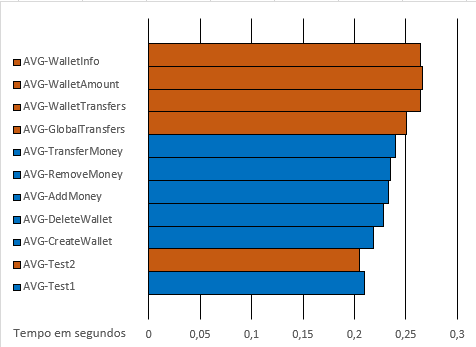 AVG-WalletInfo
AVG-WalletAmount
AVG-WalletTransfers
AVG-GlobalTransfers
AVG-TransferMoney
AVG-RemoveMoney
AVG-AddMoney
AVG-DeleteWallet
AVG-CreateWallet
AVG-Test2
AVG-Test1
Tempo em segundos 0 0,05 0,1 0,15 0,2 0,25 0,3